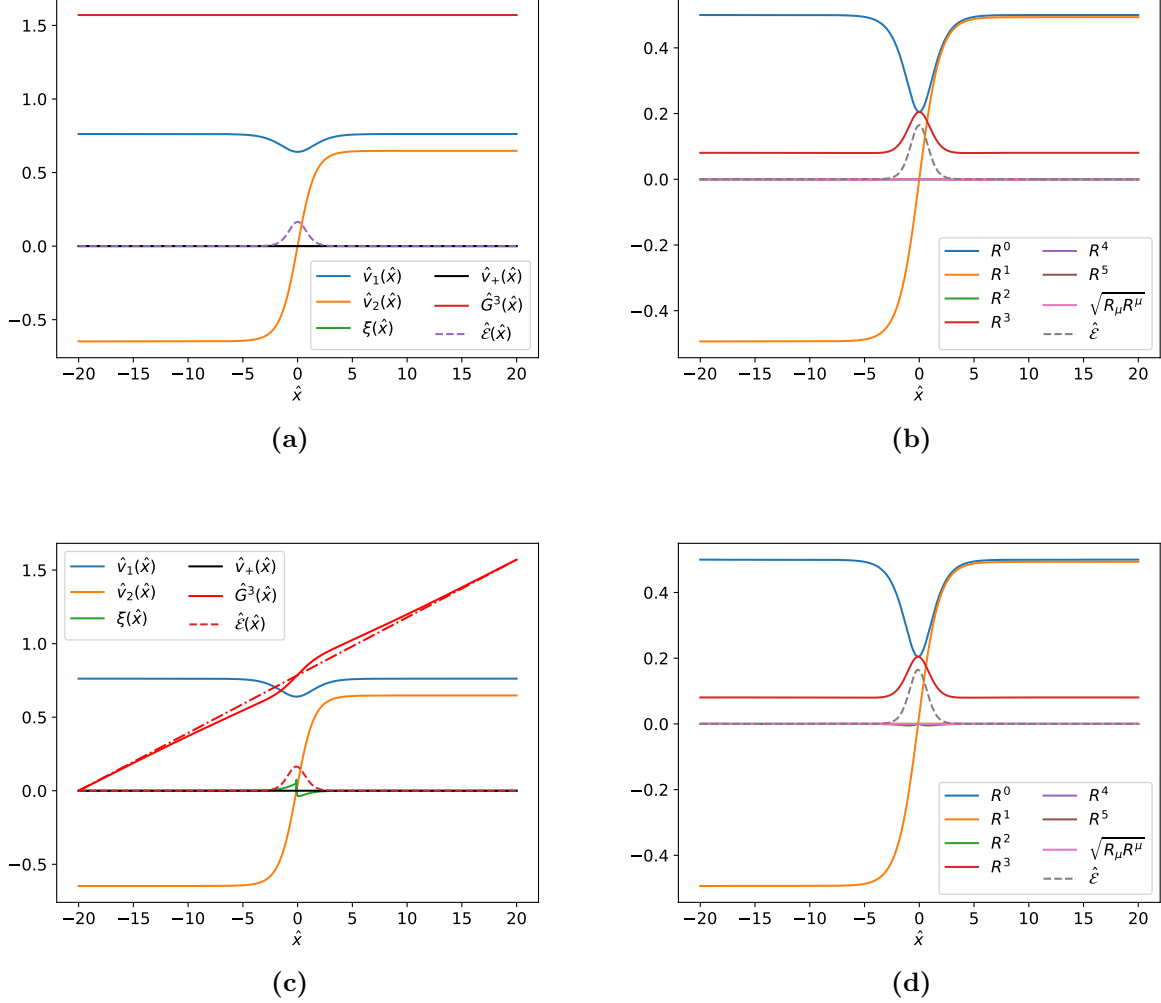 1.5
1.0
0.5
0.0
−0.5
−20 −15 −10 −5 0 5 10 15 20
x̂
v̂₁(x̂)
v̂₂(x̂)
ξ(x̂)
v̂₊(x̂)
Ĝ³(x̂)
ℰ̂(x̂)
(a)
0.4
0.2
0.0
−0.2
−0.4
−20 −15 −10 −5 0 5 10 15 20
x̂
R⁰
R¹
R²
R³
R⁴
R⁵
√RμR^μ
ℰ̂
(b)
1.5
1.0
0.5
0.0
−0.5
−20 −15 −10 −5 0 5 10 15 20
x̂
v̂₁(x̂)
v̂₂(x̂)
ξ(x̂)
v̂₊(x̂)
Ĝ³(x̂)
ℰ̂(x̂)
(c)
0.4
0.2
0.0
−0.2
−0.4
−20 −15 −10 −5 0 5 10 15 20
x̂
R⁰
R¹
R²
R³
R⁴
R⁵
√RμR^μ
ℰ̂
(d)